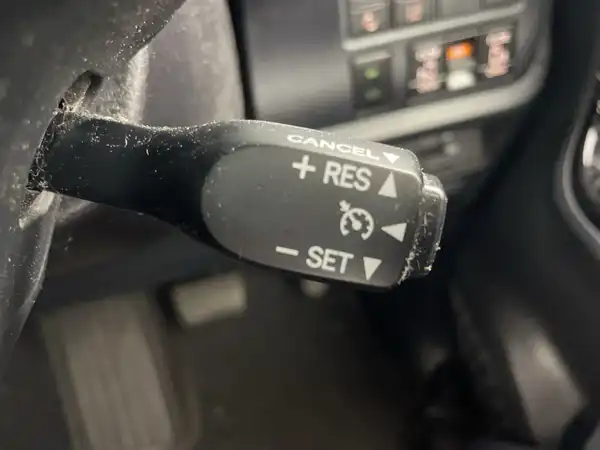 CANCEL ▼
+ RES ▲
◀
– SET ▼